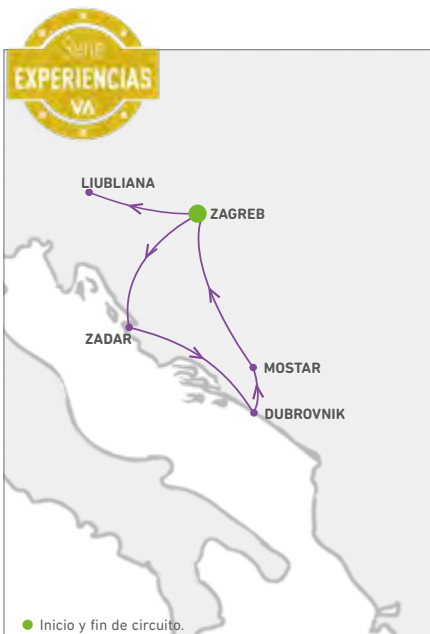 Serie
EXPERIENCIAS
VA
LIUBLIANA
ZAGREB
ZADAR
MOSTAR
DUBROVNIK
Inicio y fin de circuito.